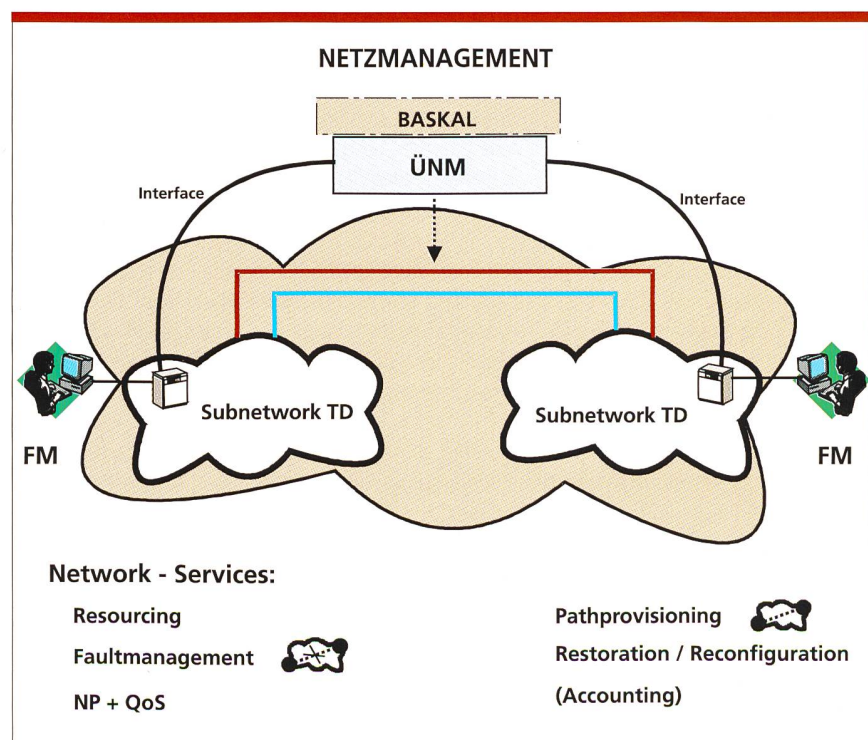 NETZMANAGEMENT
BASKAL
ÜNM
Interface
Interface
Subnetwork TD
Subnetwork TD
FM
FM
Network - Services:
Resourcing
Pathprovisioning
Faultmanagement
Restoration / Reconfiguration
NP + QoS
(Accounting)